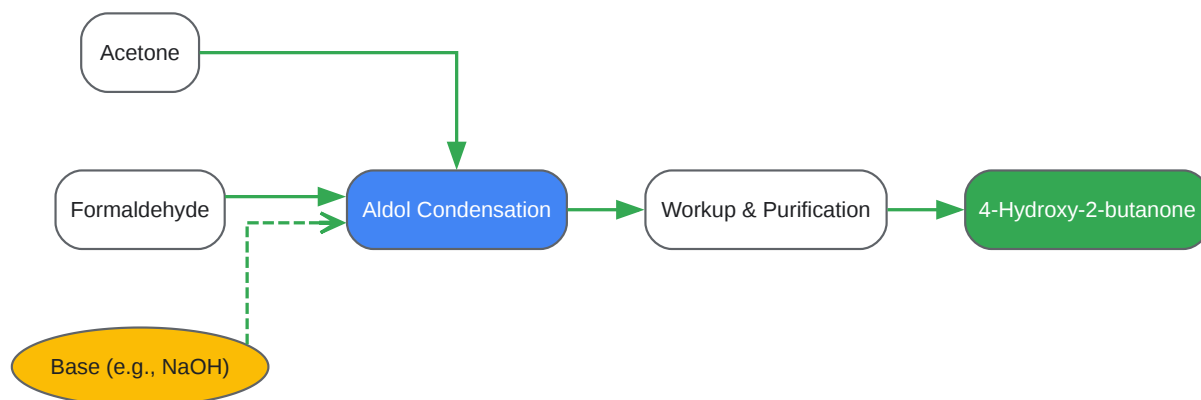 Acetone
Formaldehyde
Aldol Condensation
Workup & Purification
4-Hydroxy-2-butanone
Base (e.g., NaOH)